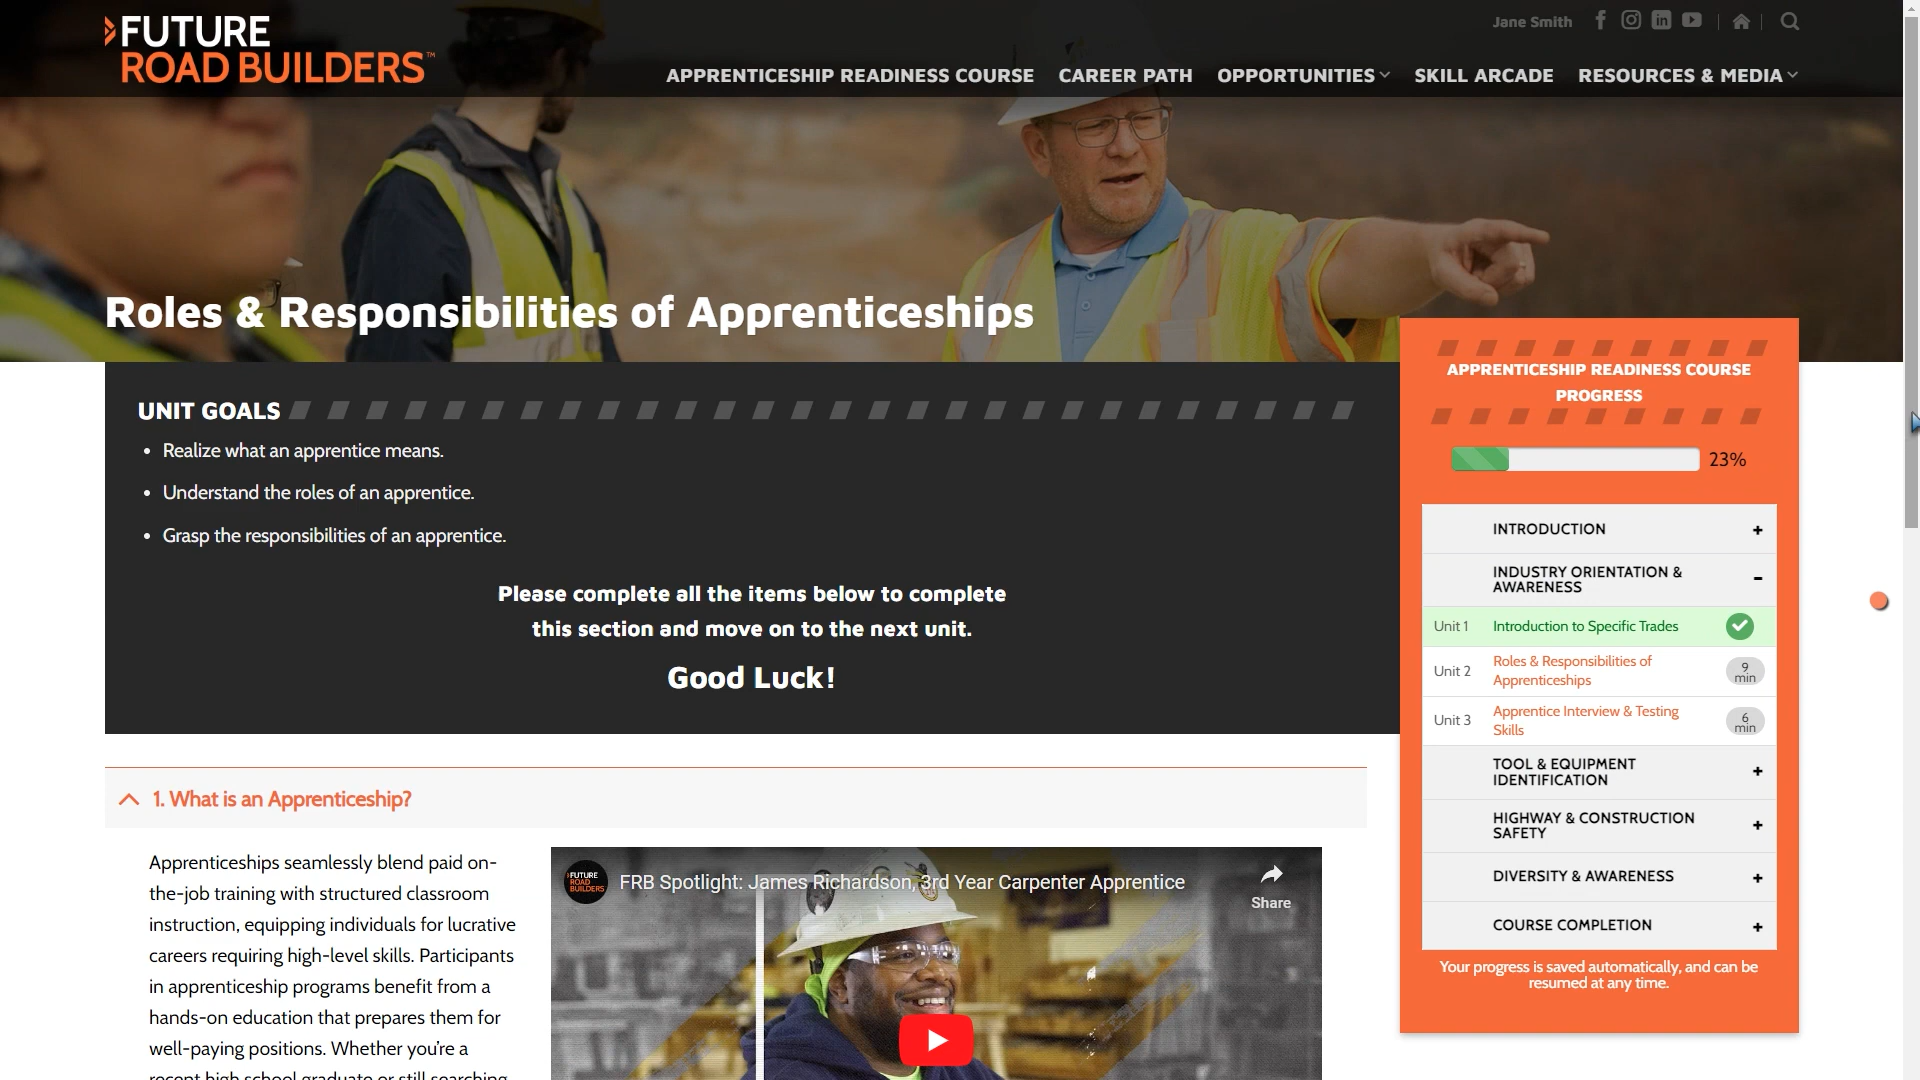 FUTURE
ROAD BUILDERS™
Jane Smith
APPRENTICESHIP READINESS COURSE
CAREER PATH
OPPORTUNITIES
SKILL ARCADE
RESOURCES & MEDIA
Roles & Responsibilities of Apprenticeships
UNIT GOALS
• Realize what an apprentice means.
• Understand the roles of an apprentice.
• Grasp the responsibilities of an apprentice.
Please complete all the items below to complete
this section and move on to the next unit.
Good Luck!
1. What is an Apprenticeship?
Apprenticeships seamlessly blend paid on-
the-job training with structured classroom
instruction, equipping individuals for lucrative
careers requiring high-level skills. Participants
in apprenticeship programs benefit from a
hands-on education that prepares them for
well-paying positions. Whether you're a
recent high school graduate or still searching
FUTURE
ROAD
BUILDERS
FRB Spotlight: James Richardson, 3rd Year Carpenter Apprentice
Share
APPRENTICESHIP READINESS COURSE
PROGRESS
23%
INTRODUCTION +
INDUSTRY ORIENTATION &
AWARENESS -
Unit 1 Introduction to Specific Trades
Unit 2 Roles & Responsibilities of
Apprenticeships
9
min
Unit 3 Apprentice Interview & Testing
Skills
6
min
TOOL & EQUIPMENT
IDENTIFICATION +
HIGHWAY & CONSTRUCTION
SAFETY +
DIVERSITY & AWARENESS +
COURSE COMPLETION +
Your progress is saved automatically, and can be
resumed at any time.